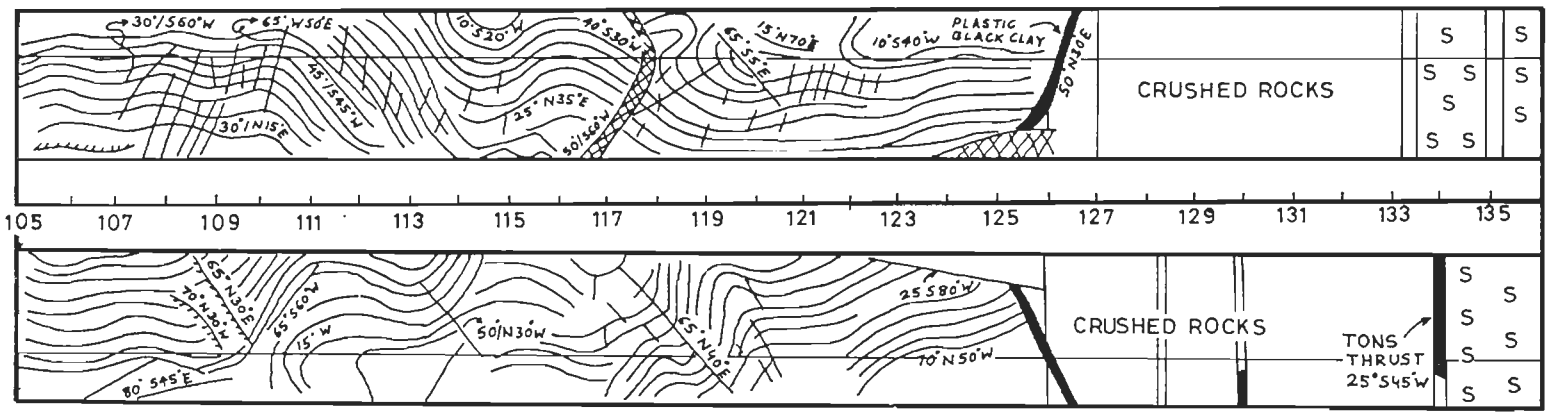 30°/S60°W
65° W50E
10°S20°W
40°S30°W
15°N70°E
PLASTIC
BLACK CLAY
10°S40°W
65°S5°E
50°N30E
45°/S45°W
25° N35°E
30°/N15°E
50/S60°W
CRUSHED ROCKS
S
S
S S S
S S
S S
105 107 109 111 113 115 117 119 121 123 125 127 129 131 133 135
65°N30°E
70°N30°W
65°S60°W
15°W
80°S45°E
50/N30°W
65°N40°E
25 S80°W
70°N50°W
CRUSHED ROCKS
TONS
THRUST
25°S45°W
S
S
S
S
S
S S